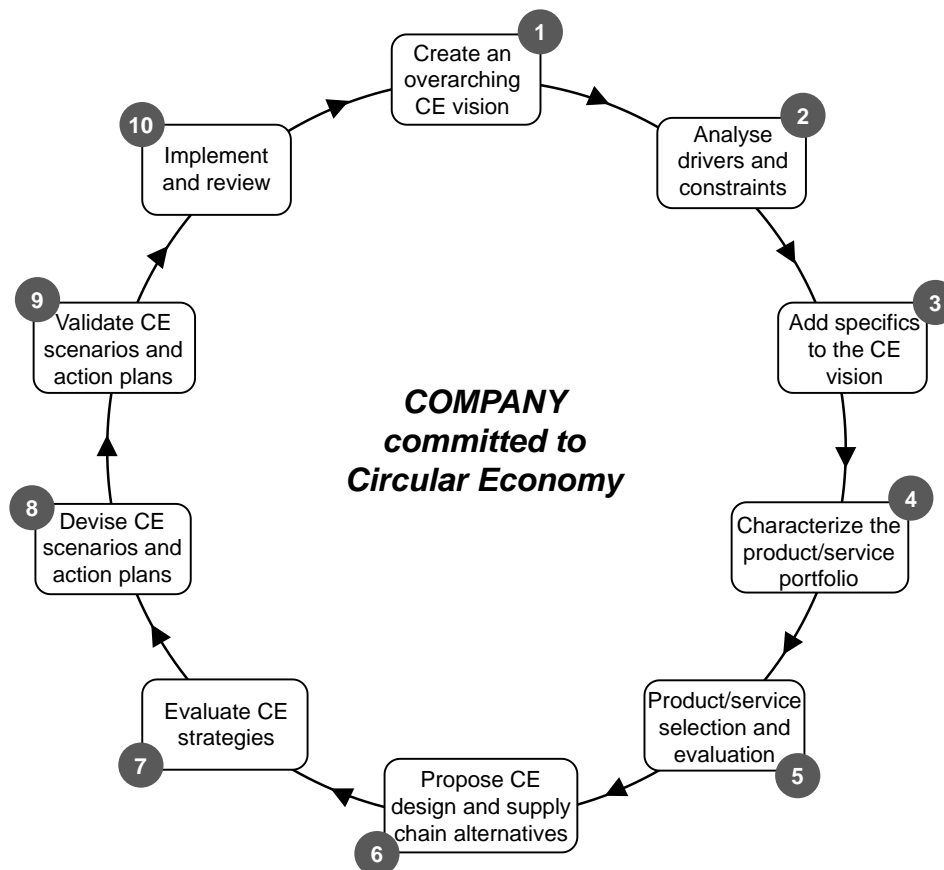 1
Create an
overarching
CE vision
2
Analyse
drivers and
constraints
3
Add specifics
to the CE
vision
4
Characterize the
product/service
portfolio
5
Product/service
selection and
evaluation
6
Propose CE
design and supply
chain alternatives
7
Evaluate CE
strategies
8
Devise CE
scenarios and
action plans
9
Validate CE
scenarios and
action plans
10
Implement
and review
COMPANY
committed to
Circular Economy